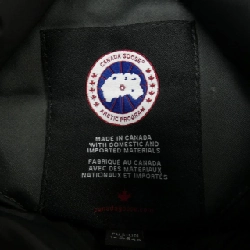 CANADA GOOSE
ARCTIC PROGRAM
MADE IN CANADA
WITH DOMESTIC AND
IMPORTED MATERIALS
FABRIQUÉ AU CANADA
AVEC DES MATÉRIAUX
NATIONAUX ET IMPORTÉS